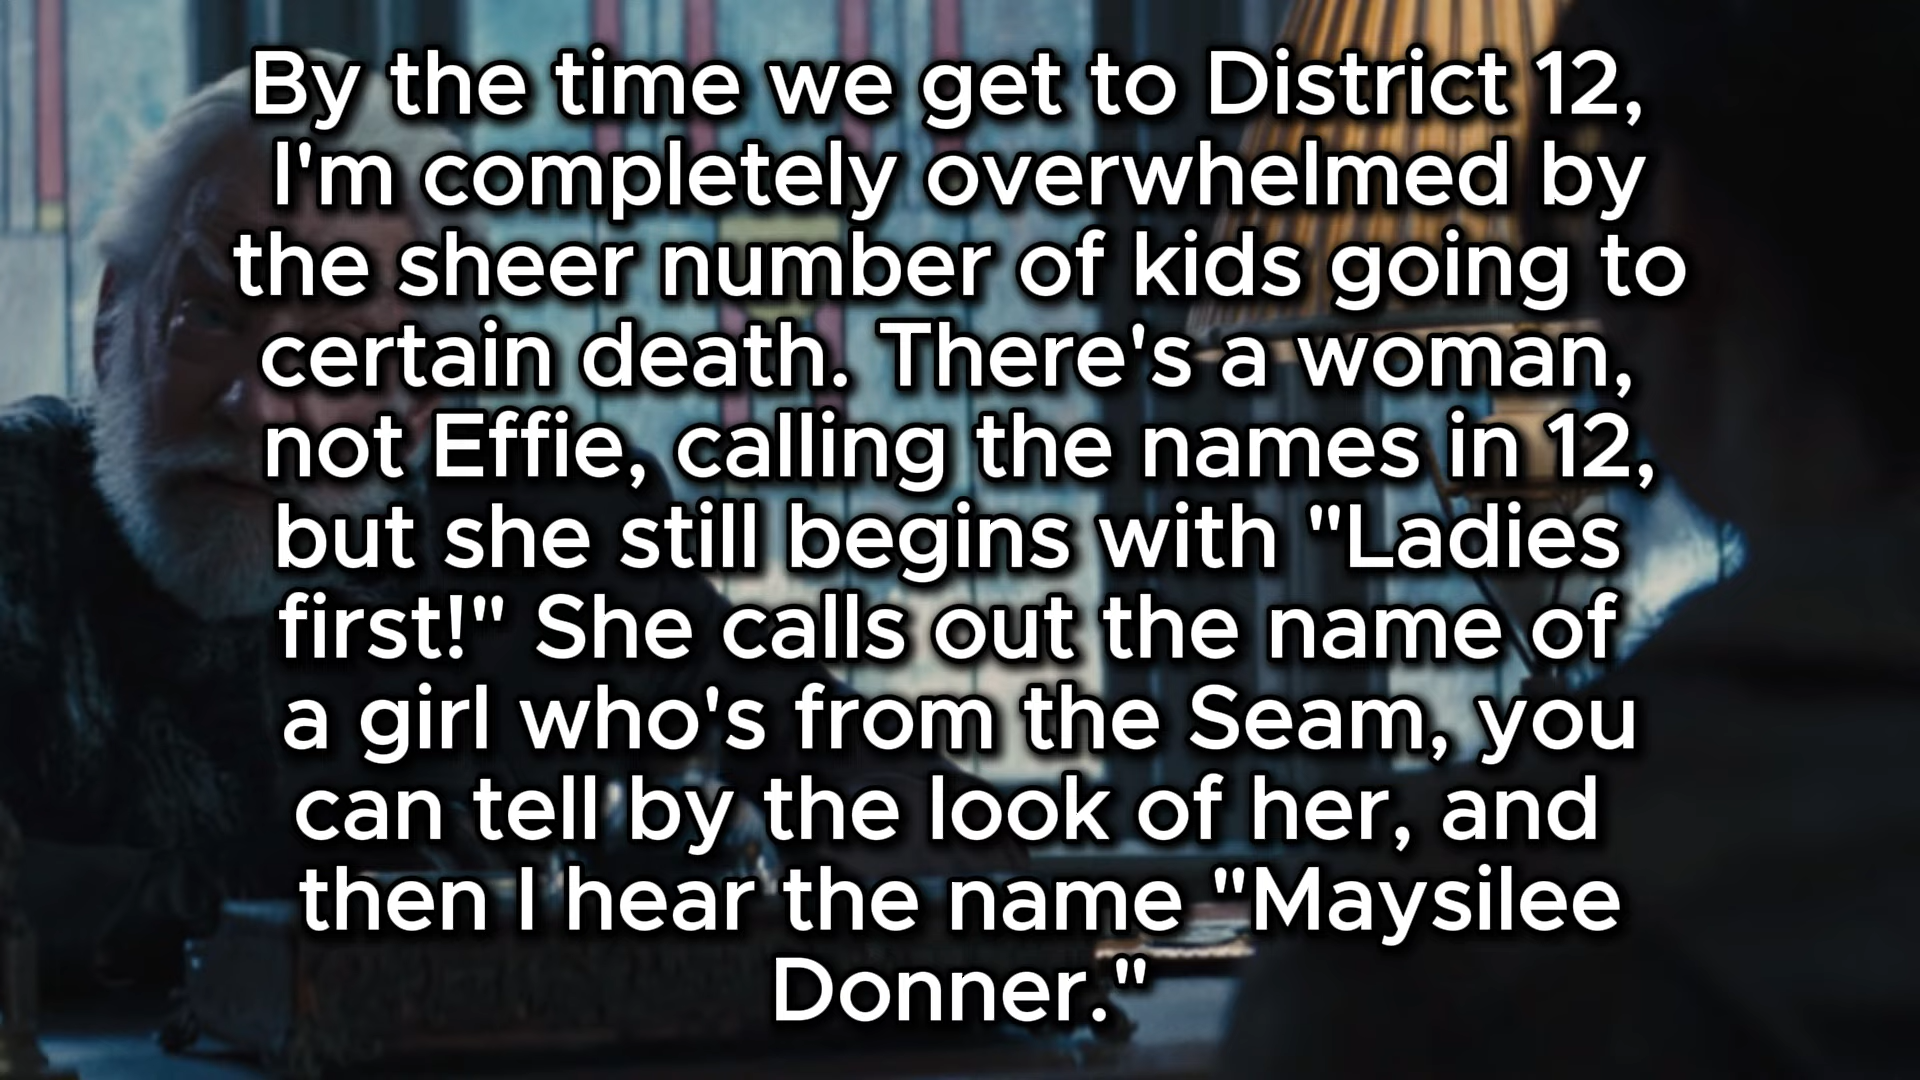 By the time we get to District 12,
I'm completely overwhelmed by
the sheer number of kids going to
certain death. There's a woman,
not Effie, calling the names in 12,
but she still begins with "Ladies
first!" She calls out the name of
a girl who's from the Seam, you
can tell by the look of her, and
then I hear the name "Maysilee
Donner."